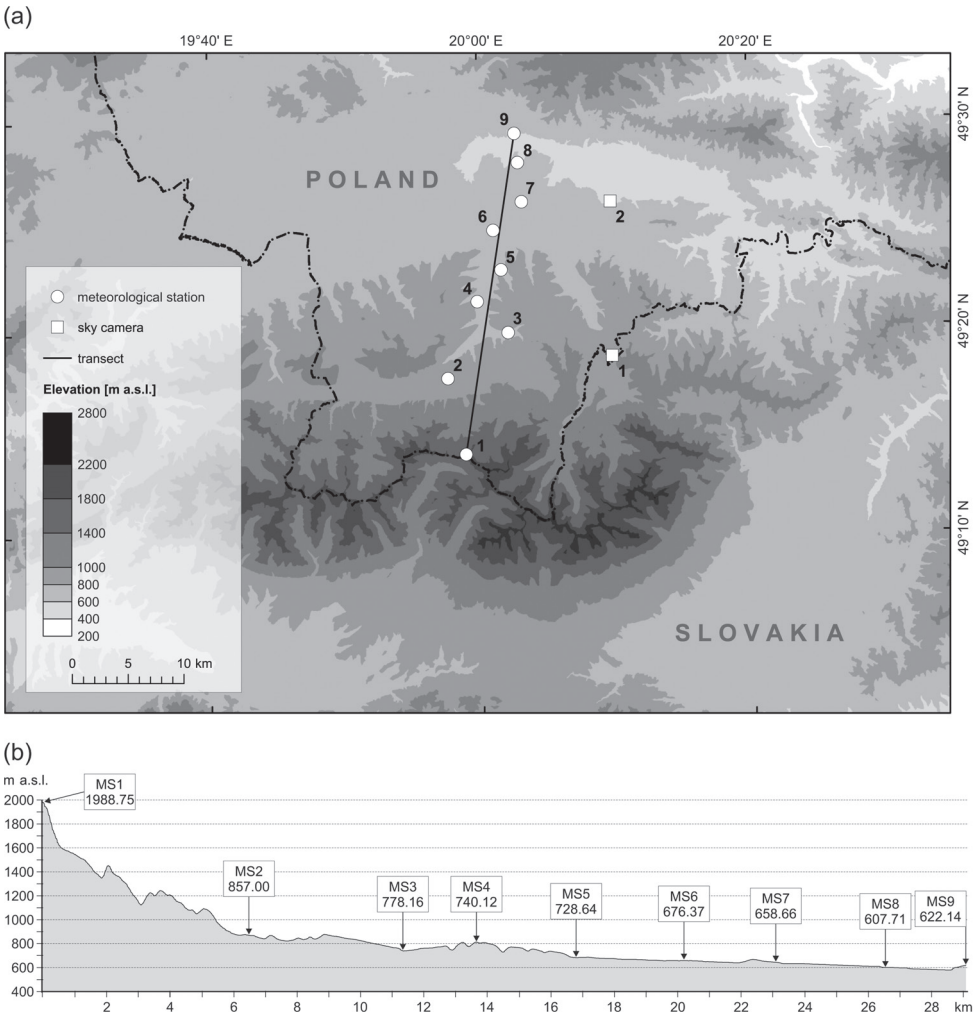 (a)
19°40' E 20°00' E 20°20' E
49°30' N
9
8
POLAND
7
2
6
5
49°20' N
4
meteorological station
3
sky camera
1
transect
2
Elevation [m a.s.l.]
2800
1
2200
1800
49°10' N
1400
1000
800
600
400
SLOVAKIA
200
0 5 10 km
(b)
m a.s.l.
MS1
1988.75
2000
1800
1600
1400
1200
1000
800
600
400
MS2
857.00
MS3
778.16
MS4
740.12
MS5
728.64
MS6
676.37
MS7
658.66
MS8
607.71
MS9
622.14
2 4 6 8 10 12 14 16 18 20 22 24 26 28 km